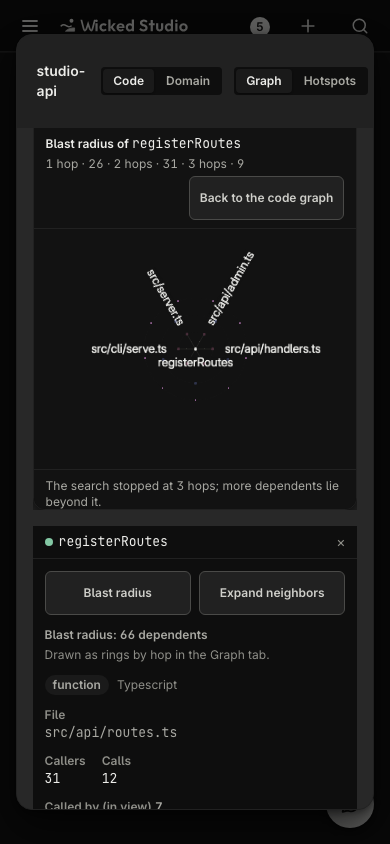 Wicked Studio
5
studio-
api
Code
Domain
Graph
Hotspots
Blast radius of registerRoutes
1 hop · 26 · 2 hops · 31 · 3 hops · 9
Back to the code graph
src/server.ts
src/api/admin.ts
src/cli/serve.ts
src/api/handlers.ts
registerRoutes
The search stopped at 3 hops; more dependents lie
beyond it.
registerRoutes
×
Blast radius
Expand neighbors
Blast radius: 66 dependents
Drawn as rings by hop in the Graph tab.
function Typescript
File
src/api/routes.ts
Callers Calls
31 12
Called by (in view) 7